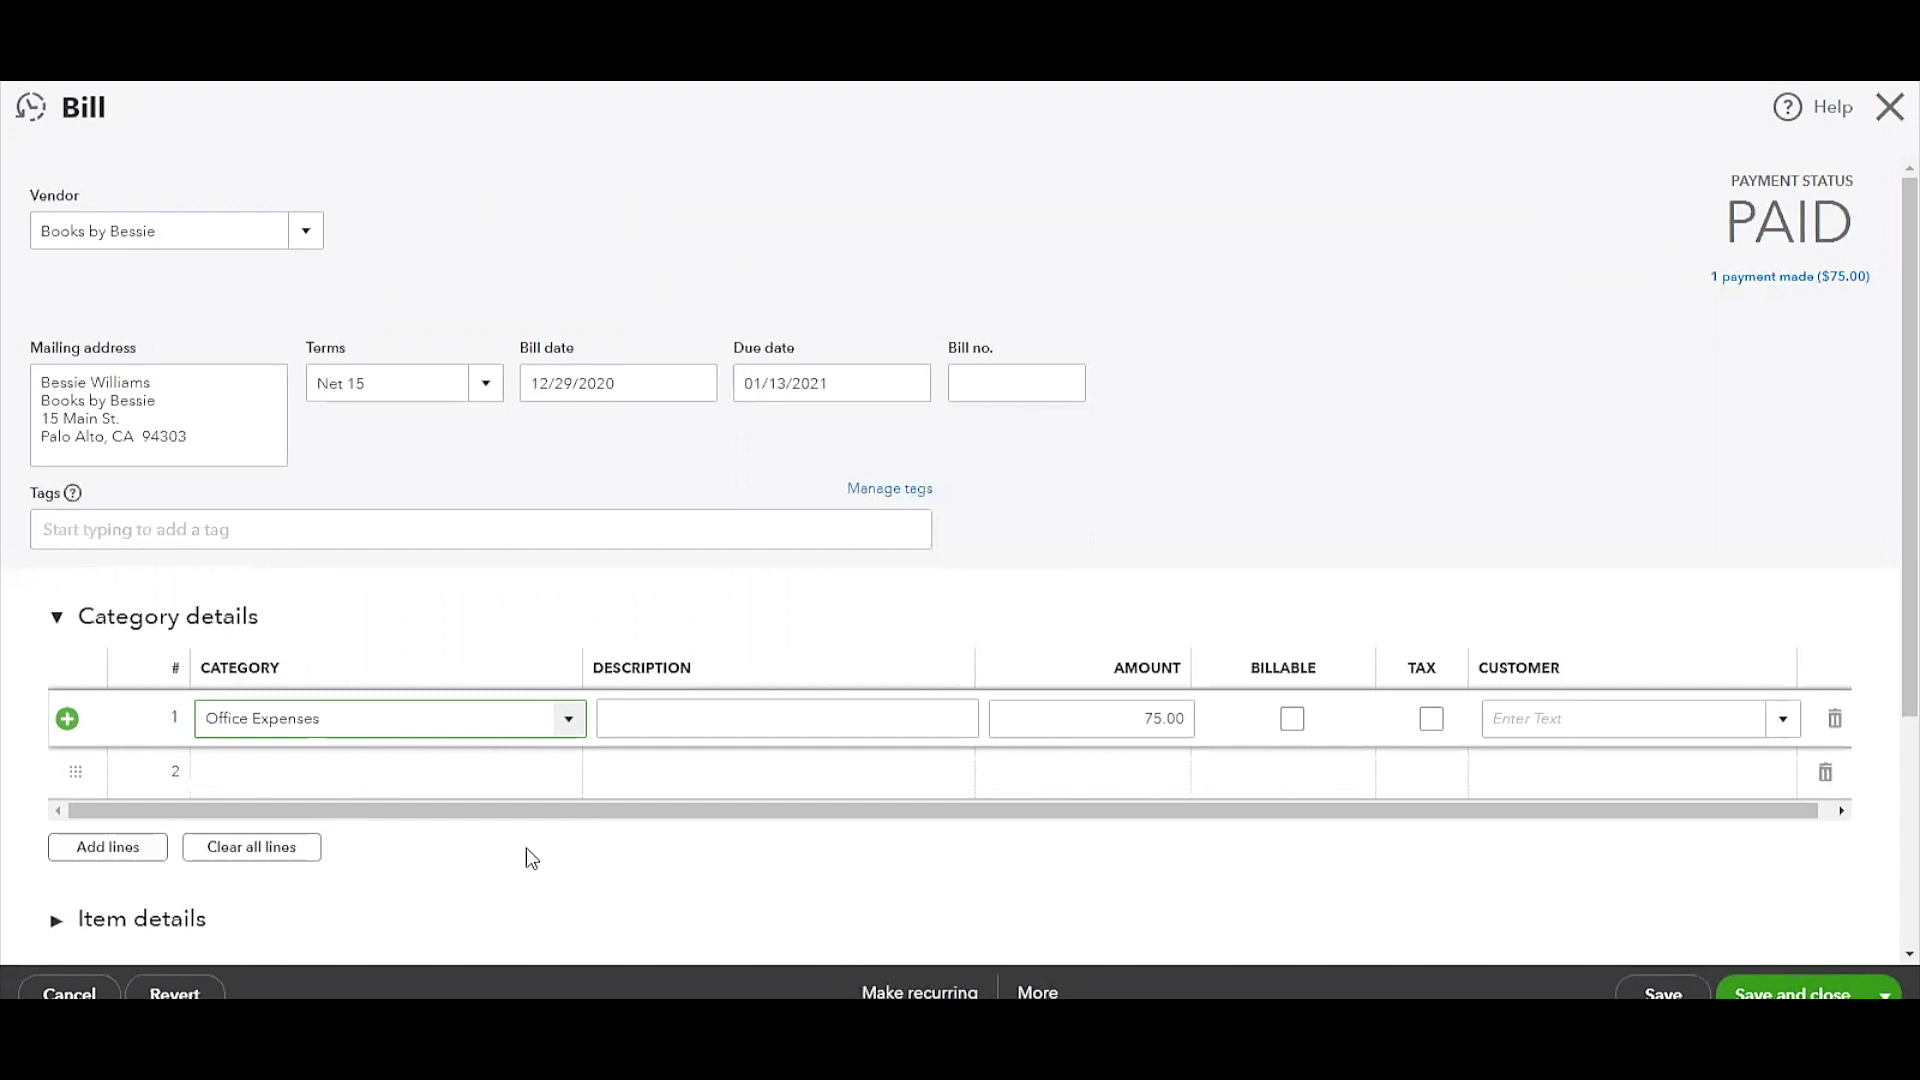 Bill
? Help
PAYMENT STATUS
PAID
1 payment made ($75.00)
Vendor
Books by Bessie
Mailing address
Bessie Williams
Books by Bessie
15 Main St.
Palo Alto, CA 94303
Terms
Net 15
Bill date
12/29/2020
Due date
01/13/2021
Bill no.
Tags ?
Manage tags
Start typing to add a tag
Category details
# CATEGORY DESCRIPTION AMOUNT BILLABLE TAX CUSTOMER
1 Office Expenses 75.00 Enter Text
2
Add lines Clear all lines
Item details
Cancel Revert Make recurring More Save Save and close